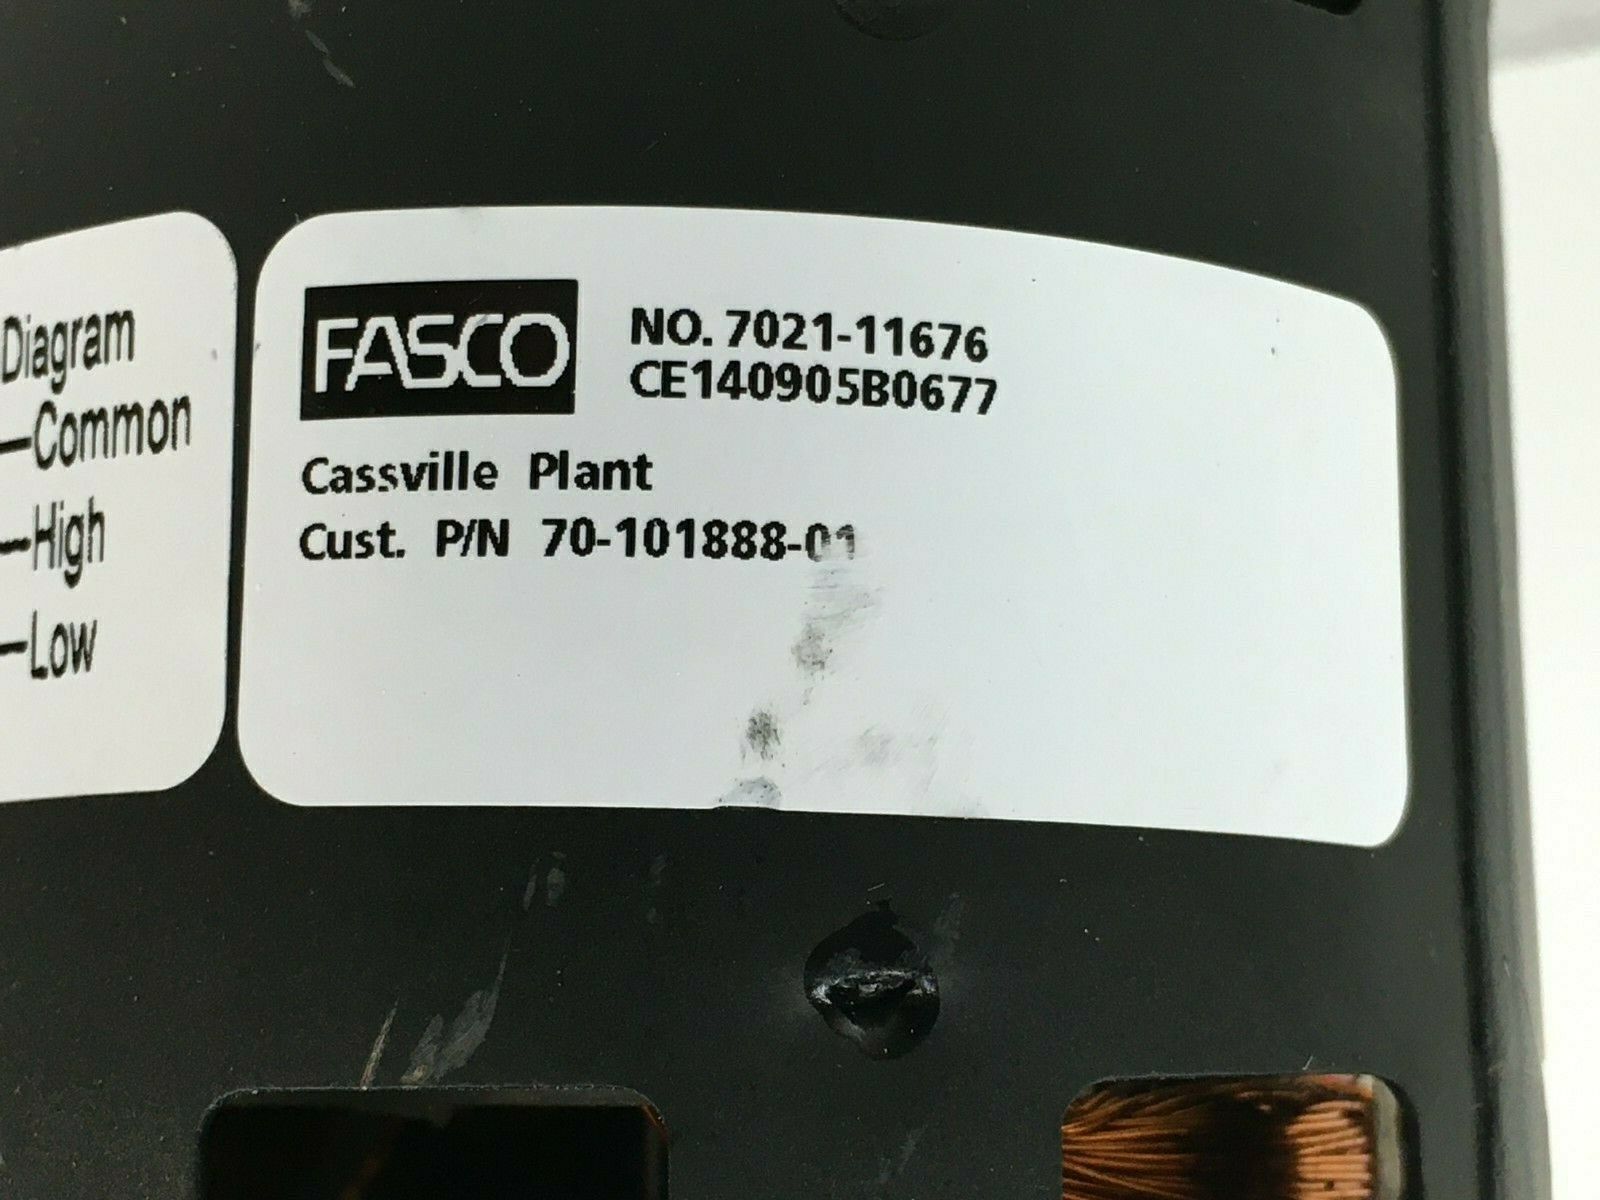 Diagram
Common
High
Low
FASCO
NO. 7021-11676
CE140905B0677
Cassville Plant
Cust. P/N 70-101888-01